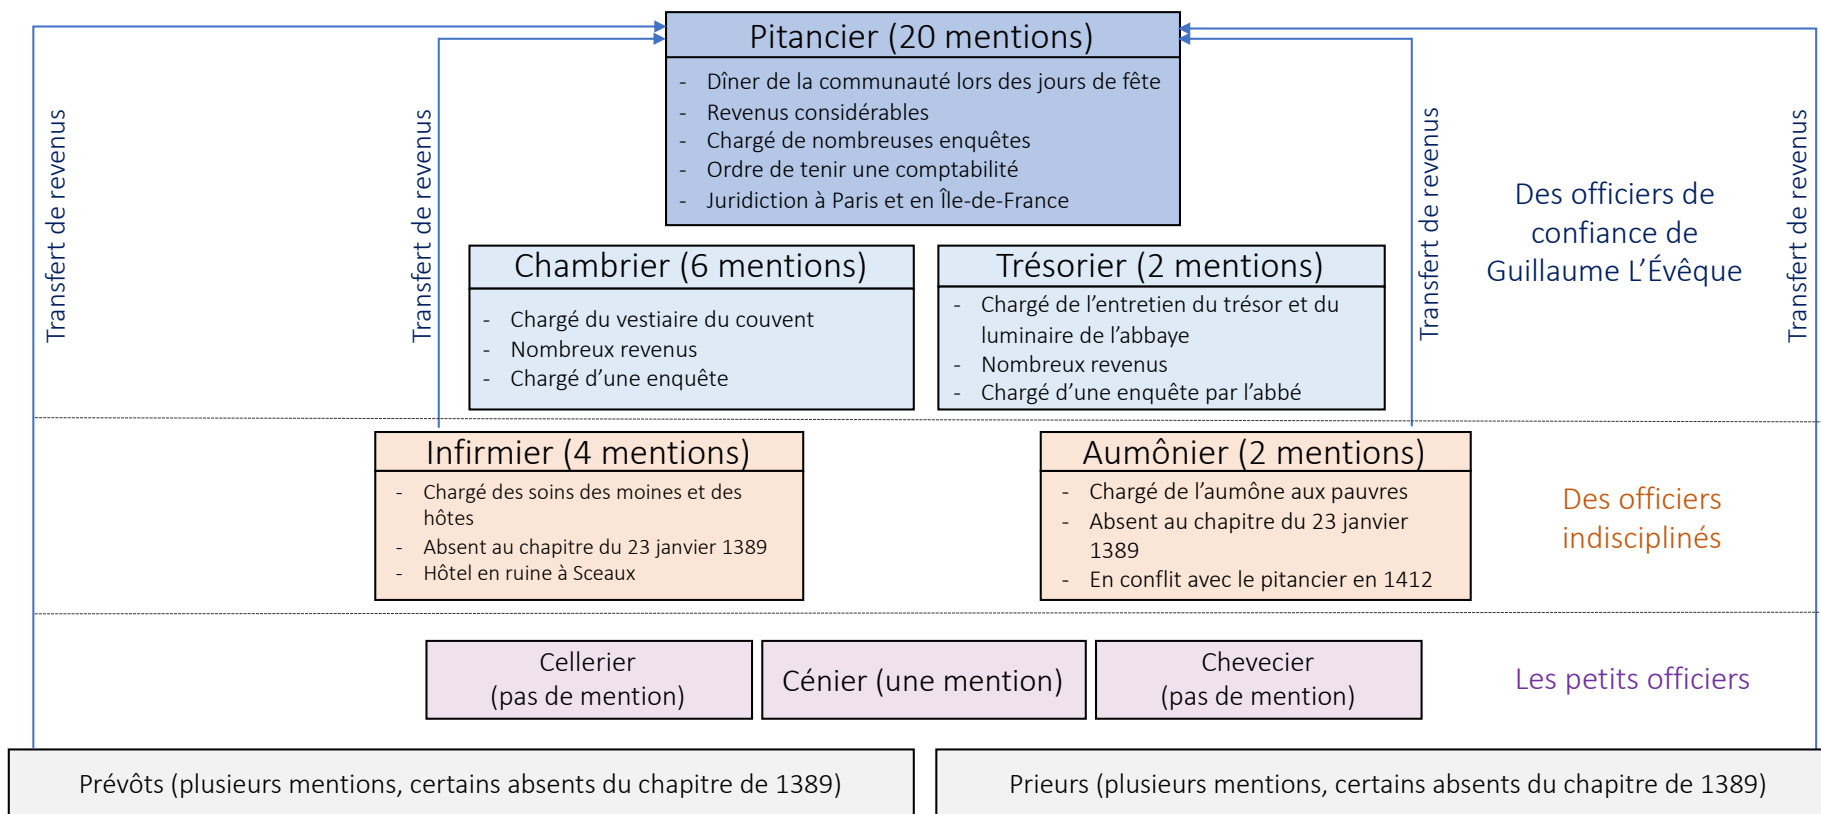 Pitancier (20 mentions)
- Dîner de la communauté lors des jours de fête
- Revenus considérables
- Chargé de nombreuses enquêtes
- Ordre de tenir une comptabilité
- Juridiction à Paris et en Île-de-France
Transfert de revenus
Transfert de revenus
Transfert de revenus
Transfert de revenus
Des officiers de
confiance de
Guillaume L’Évêque
Chambrier (6 mentions)
- Chargé du vestiaire du couvent
- Nombreux revenus
- Chargé d’une enquête
Trésorier (2 mentions)
- Chargé de l’entretien du trésor et du
luminaire de l’abbaye
- Nombreux revenus
- Chargé d’une enquête par l’abbé
Infirmier (4 mentions)
- Chargé des soins des moines et des
hôtes
- Absent au chapitre du 23 janvier 1389
- Hôtel en ruine à Sceaux
Aumônier (2 mentions)
- Chargé de l’aumône aux pauvres
- Absent au chapitre du 23 janvier
1389
- En conflit avec le pitancier en 1412
Des officiers
indisciplinés
Cellerier
(pas de mention)
Cénier (une mention)
Chevecier
(pas de mention)
Les petits officiers
Prévôts (plusieurs mentions, certains absents du chapitre de 1389)
Prieurs (plusieurs mentions, certains absents du chapitre de 1389)